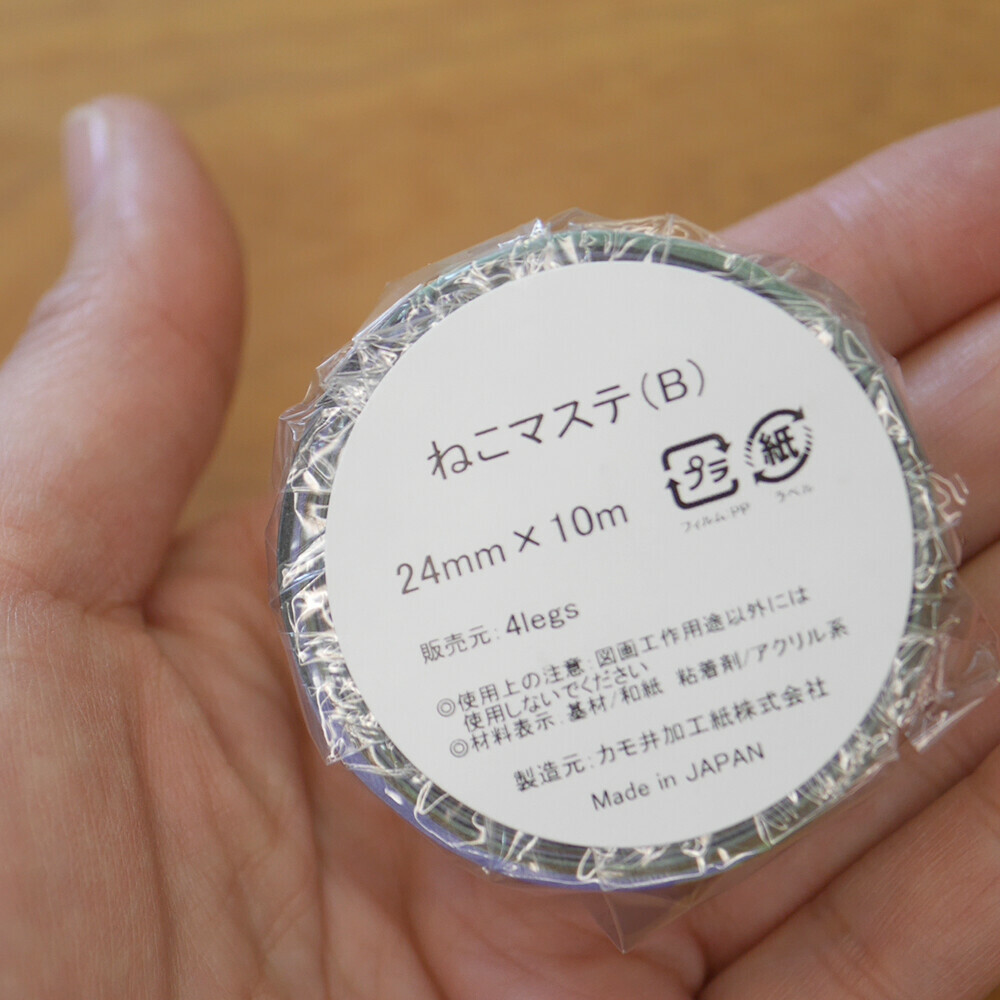 ねこマステ(B)
プラ
紙
フィルム:PP
ラベル
24mm×10m
販売元:4legs
◎使用上の注意:図画工作用途以外には
使用しないでください
◎材料表示:基材/和紙 粘着剤/アクリル系
製造元:カモ井加工紙株式会社
Made in JAPAN